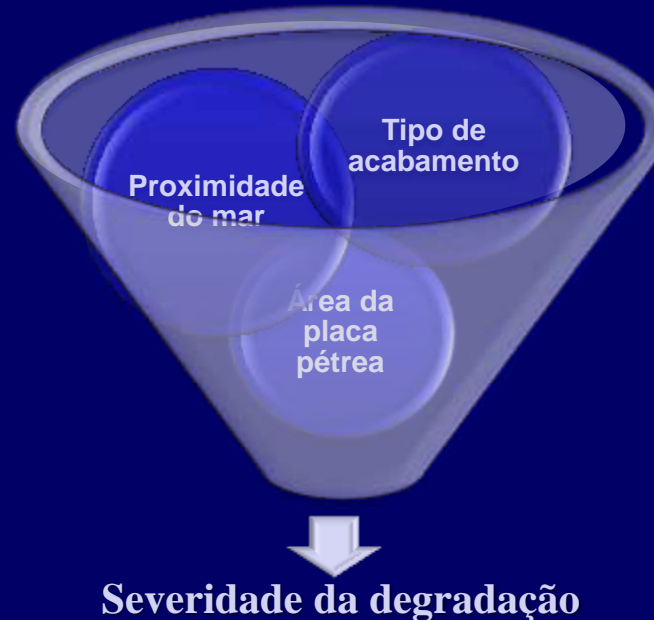 Tipo de
acabamento
Proximidade
do mar
Área da
placa
pétrea
Severidade da degradação